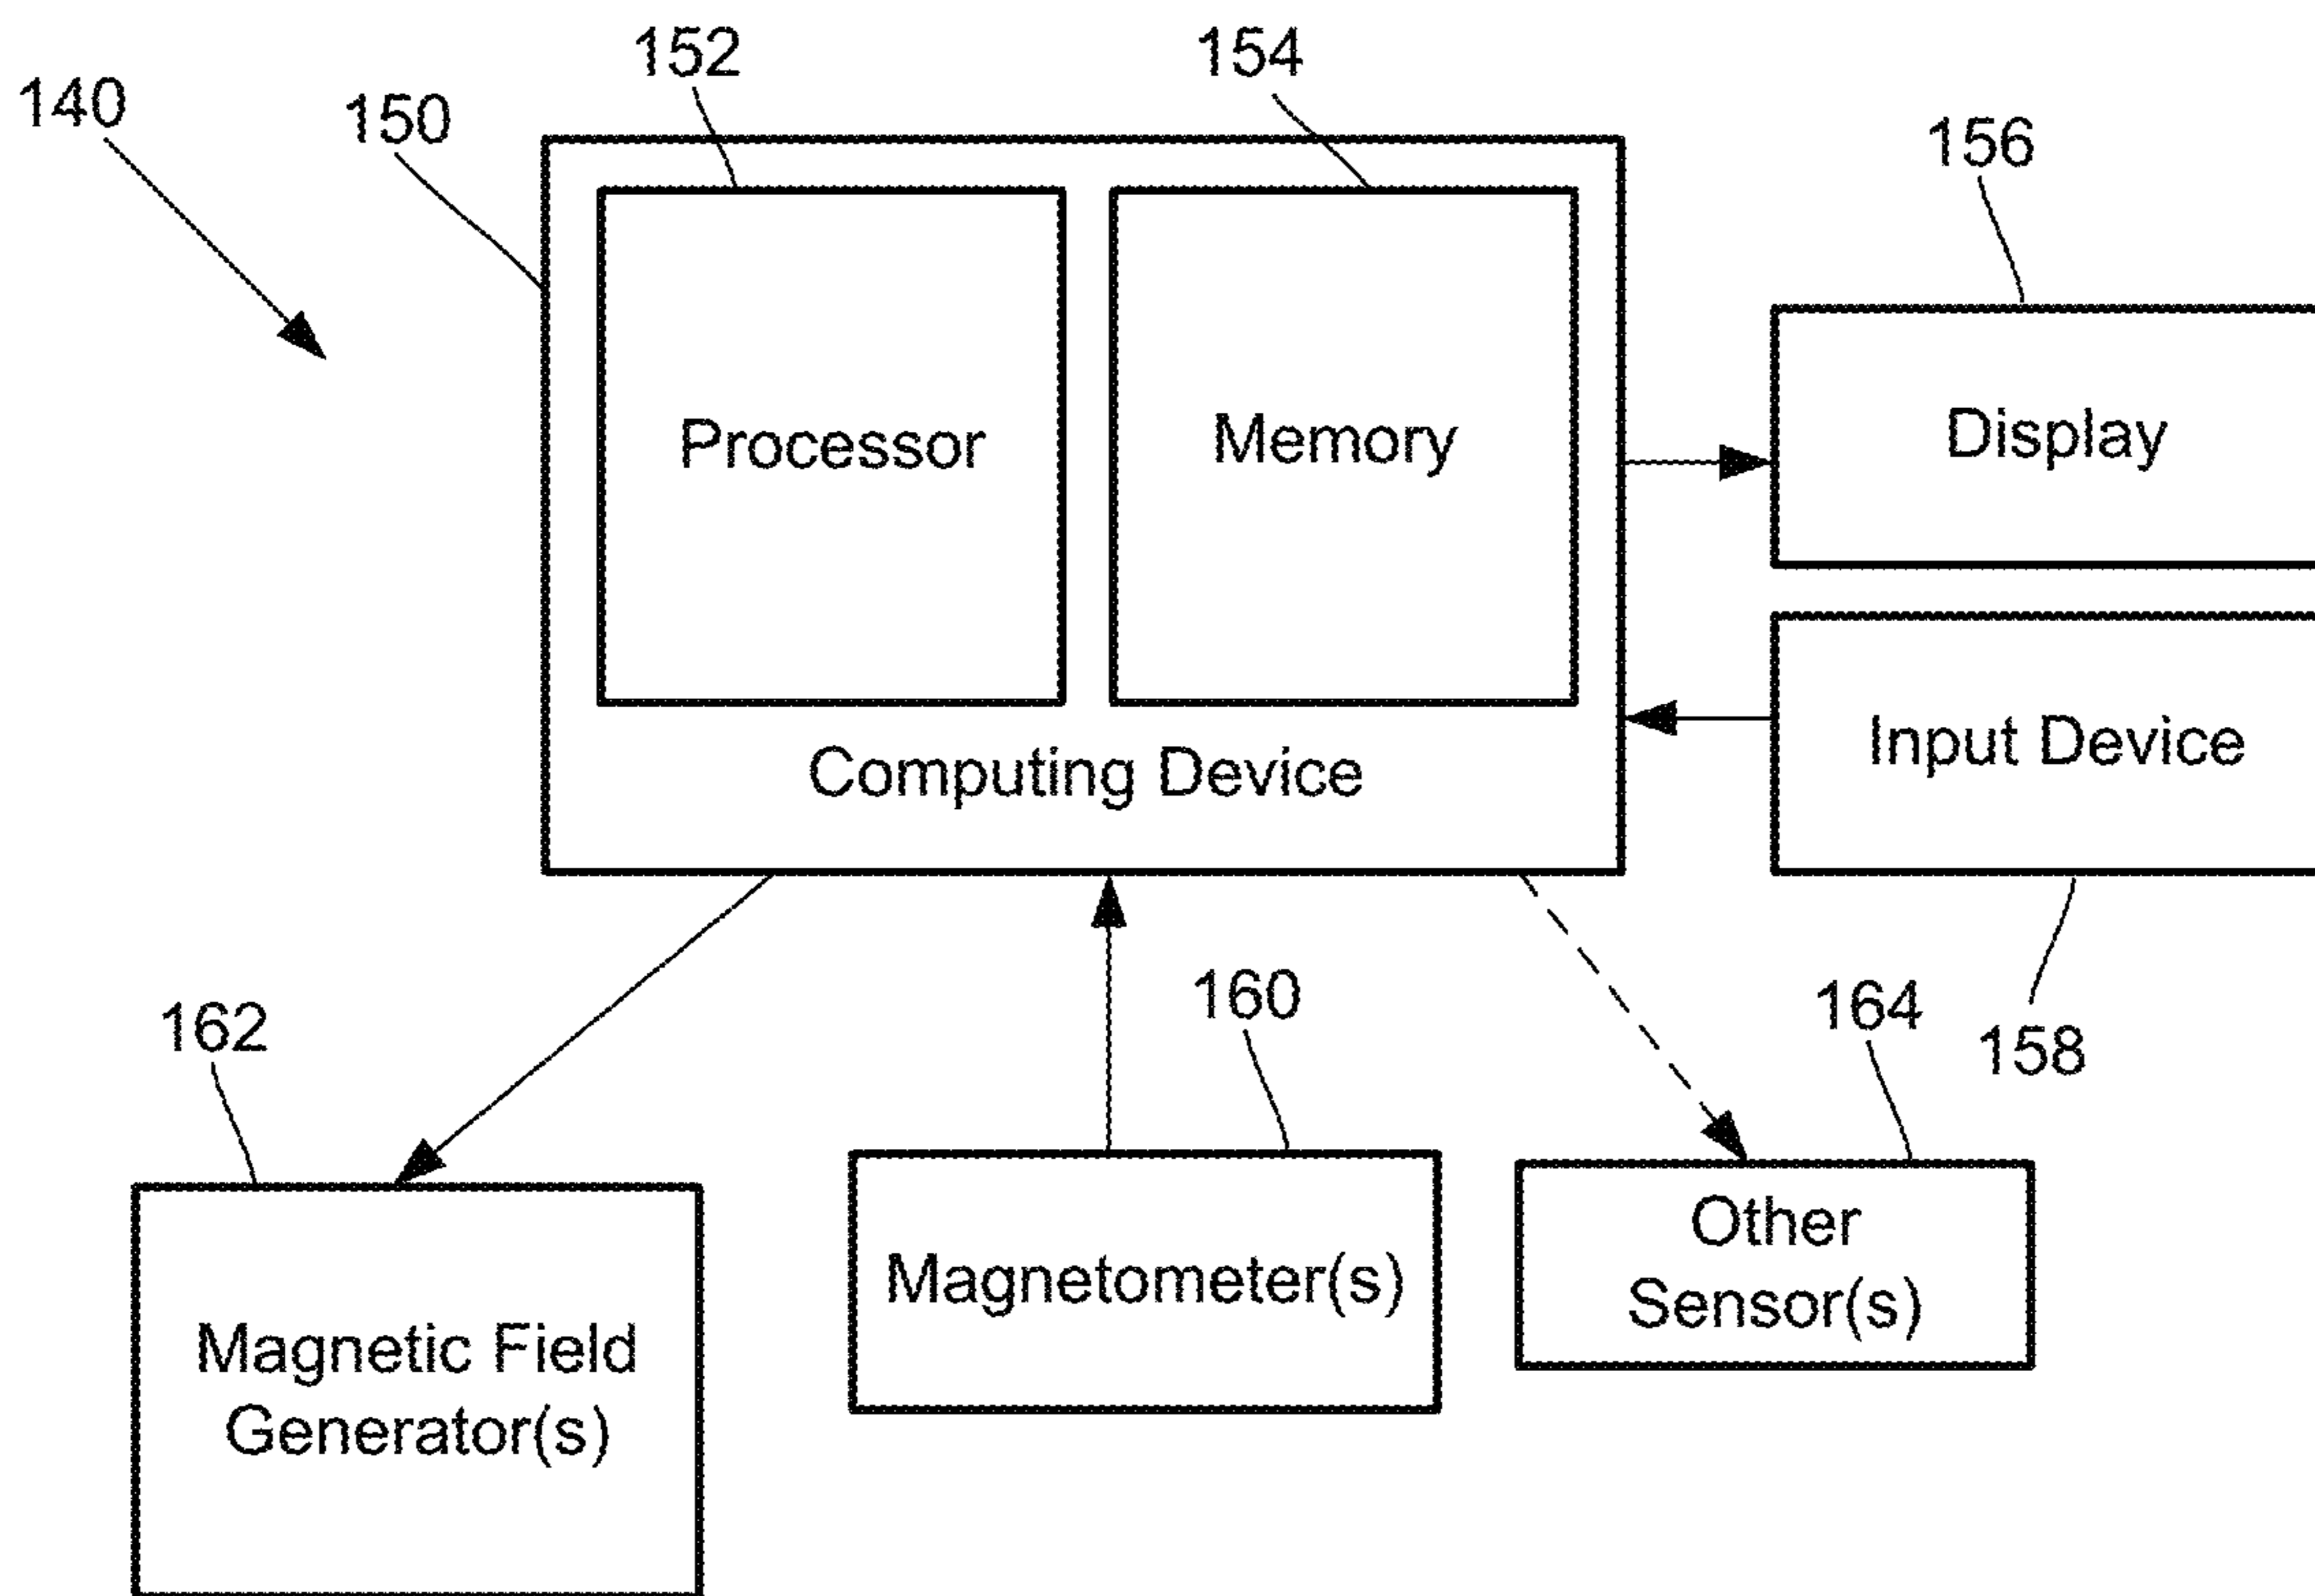 152
154
140
150
156
Processor
Memory
Display
Computing Device
Input Device
162
160
164
158
Magnetic Field
Generator(s)
Magnetometer(s)
Other
Sensor(s)